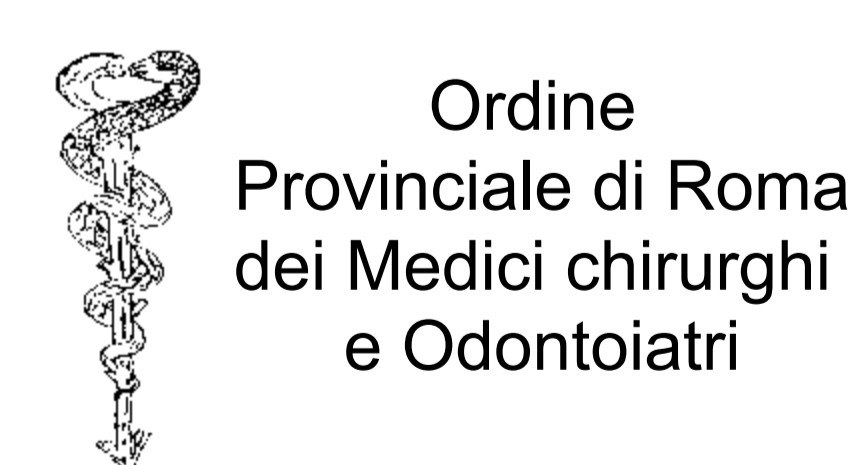 Ordine
Provinciale di Roma
dei Medici chirurghi
e Odontoiatri